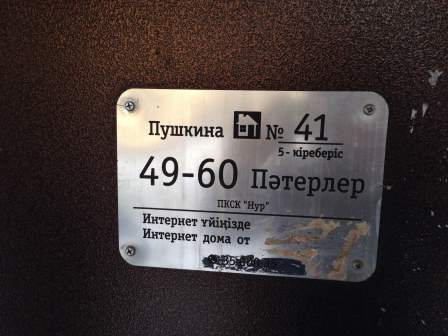 Пушкина № 41
5 - кіреберіс
49-60 Пәтерлер
ПКСК "Нур"
Интернет үйіңізде
Интернет дома от